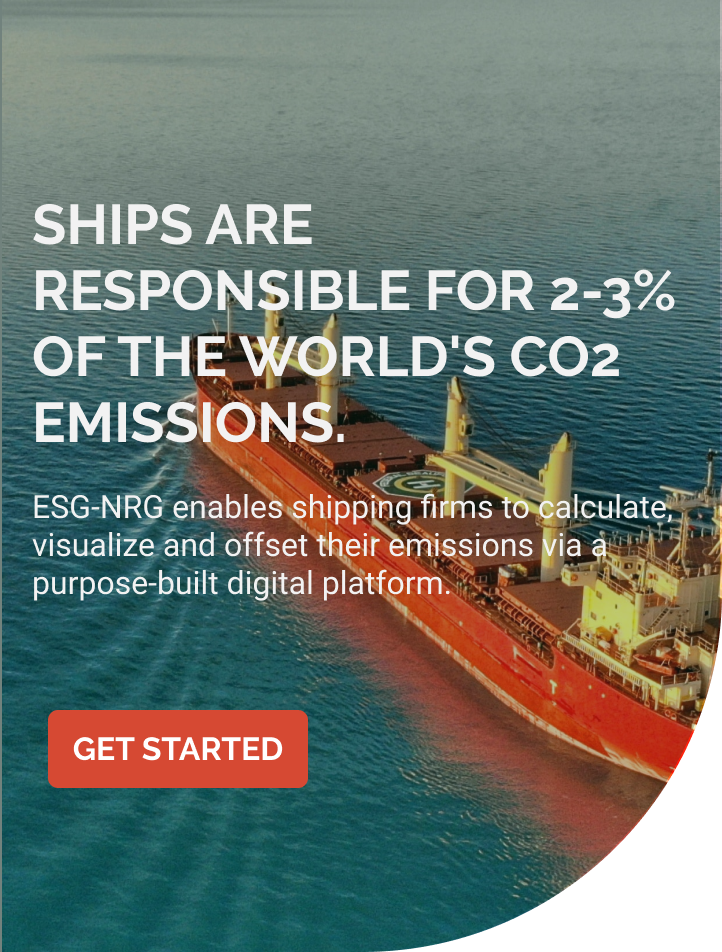 SHIPS ARE
RESPONSIBLE FOR 2-3%
OF THE WORLD'S CO2
EMISSIONS.
ESG-NRG enables shipping firms to calculate,
visualize and offset their emissions via a
purpose-built digital platform.
GET STARTED